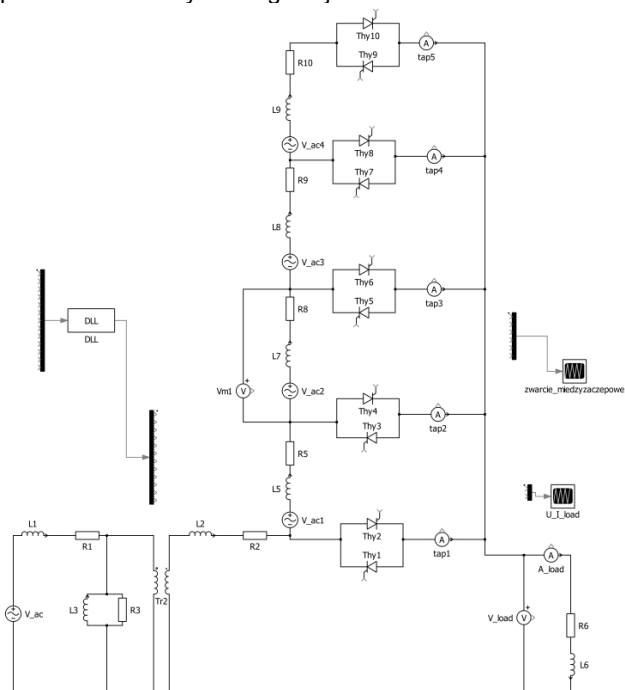 Thy10
Thy9
R10
A
tap5
L9
V_ac4
Thy8
Thy7
A
tap4
R9
L8
V_ac3
Thy6
Thy5
A
tap3
R8
DLL
DLL
L7
zwarcie_miedzyzaczepowe
Vm1
V
V_ac2
Thy4
Thy3
A
tap2
R5
L5
U_I_load
V_ac1
L1
R1
L2
R2
Thy2
Thy1
A
tap1
A
A_load
L3
R3
Tr2
V_ac
V_load
V
R6
L6